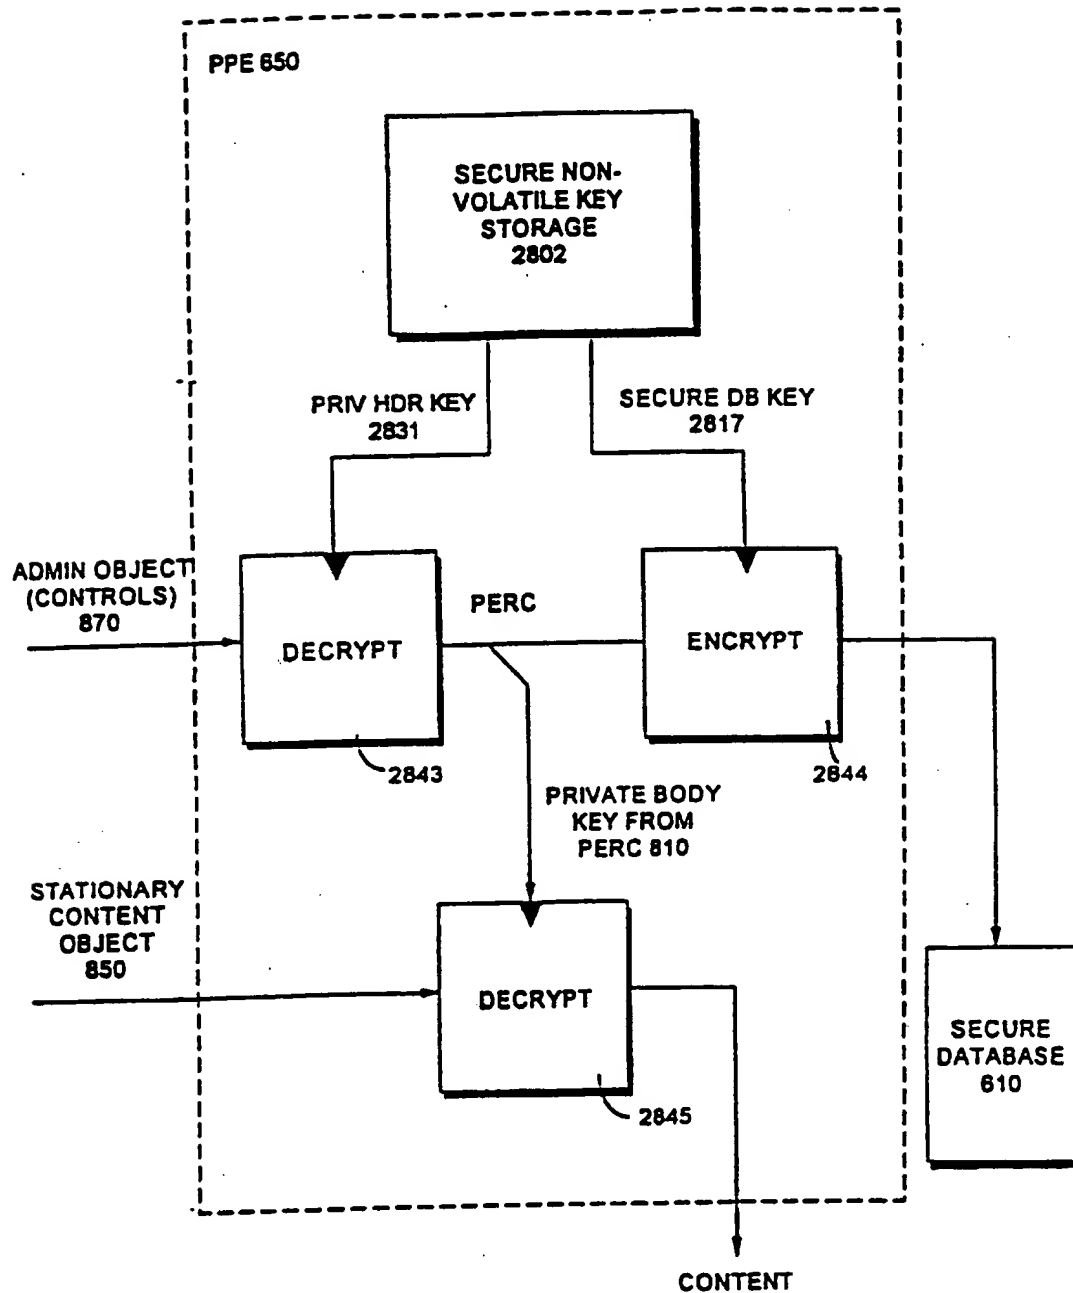 PPE 650
SECURE NON-
VOLATILE KEY
STORAGE
2802
PRIV HDR KEY
2831
SECURE DB KEY
2817
ADMIN OBJECT
(CONTROLS)
870
DECRYPT
PERC
ENCRYPT
2843
2844
PRIVATE BODY
KEY FROM
PERC 810
STATIONARY
CONTENT
OBJECT
850
DECRYPT
2845
SECURE
DATABASE
610
CONTENT